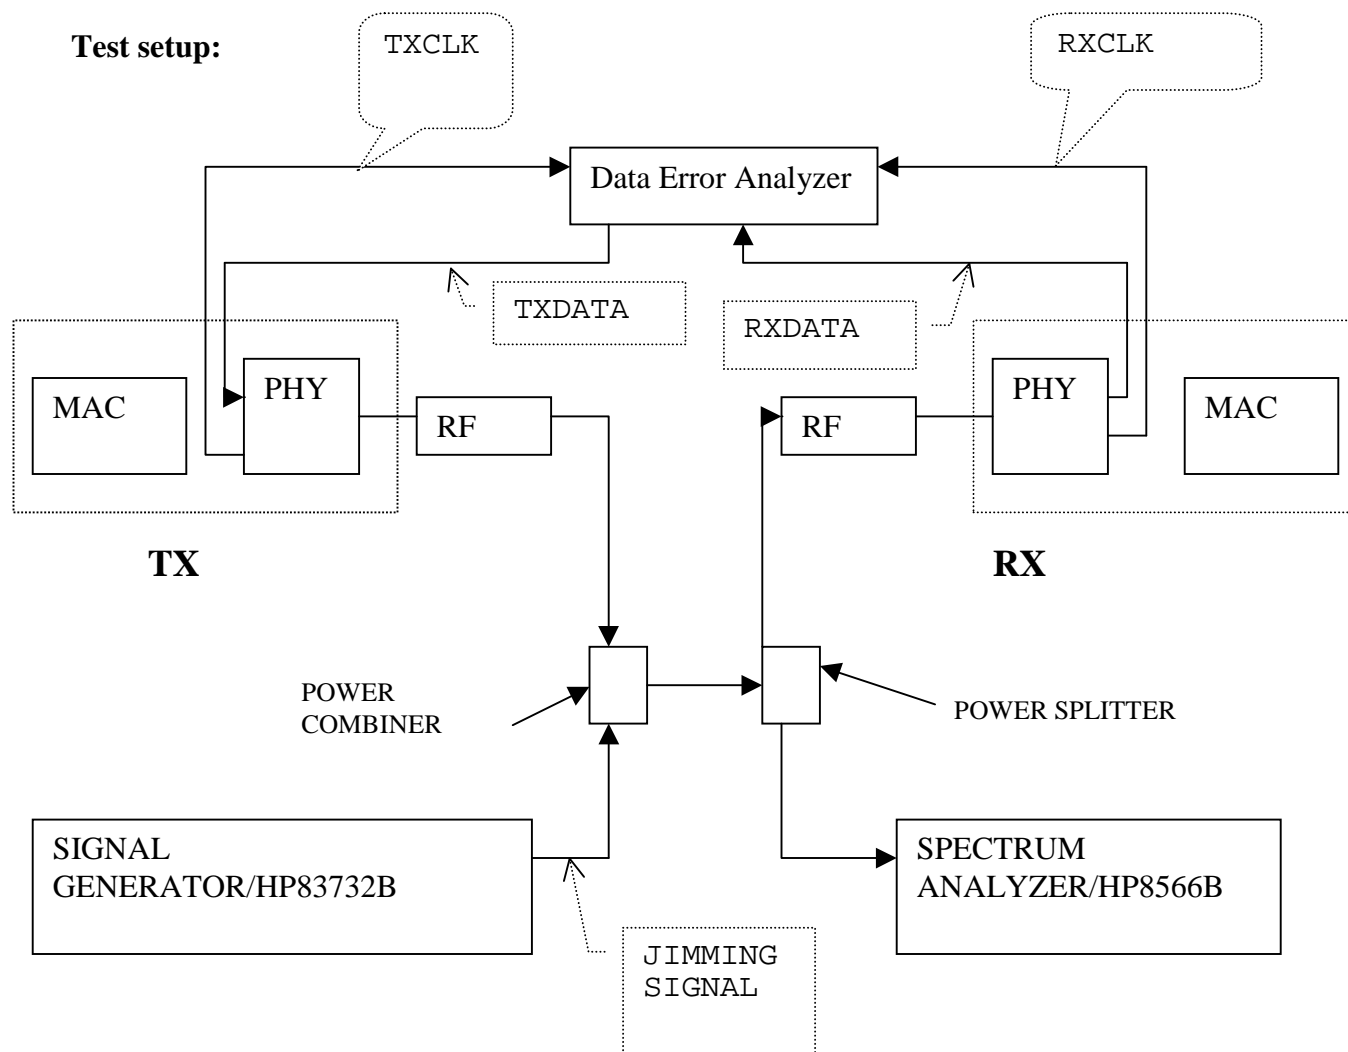 Test setup:
TXCLK
RXCLK
Data Error Analyzer
TXDATA
RXDATA
MAC
PHY
RF
RF
PHY
MAC
TX
RX
POWER
COMBINER
POWER SPLITTER
SIGNAL
GENERATOR/HP83732B
SPECTRUM
ANALYZER/HP8566B
JIMMING
SIGNAL